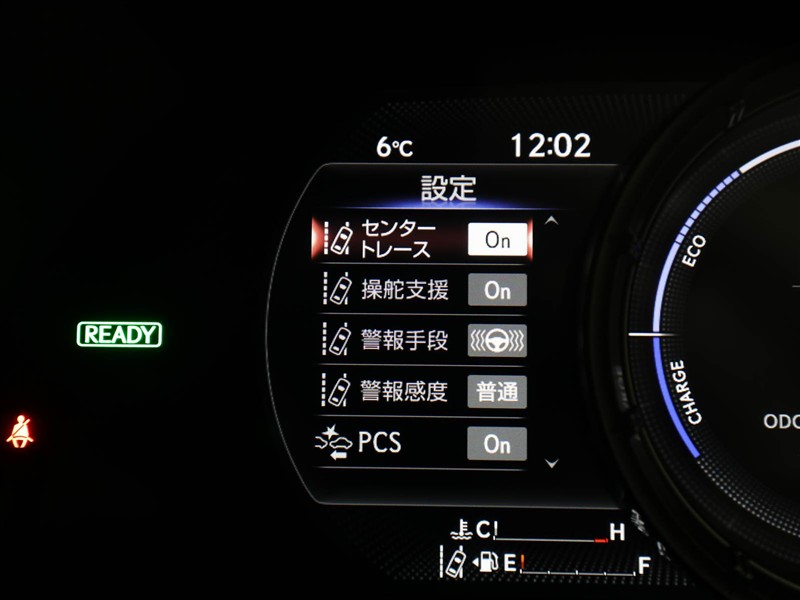 6℃ 12:02
設定
センター
トレース On
操舵支援 On
警報手段
警報感度 普通
PCS On
READY
ECO
CHARGE
C H
E F